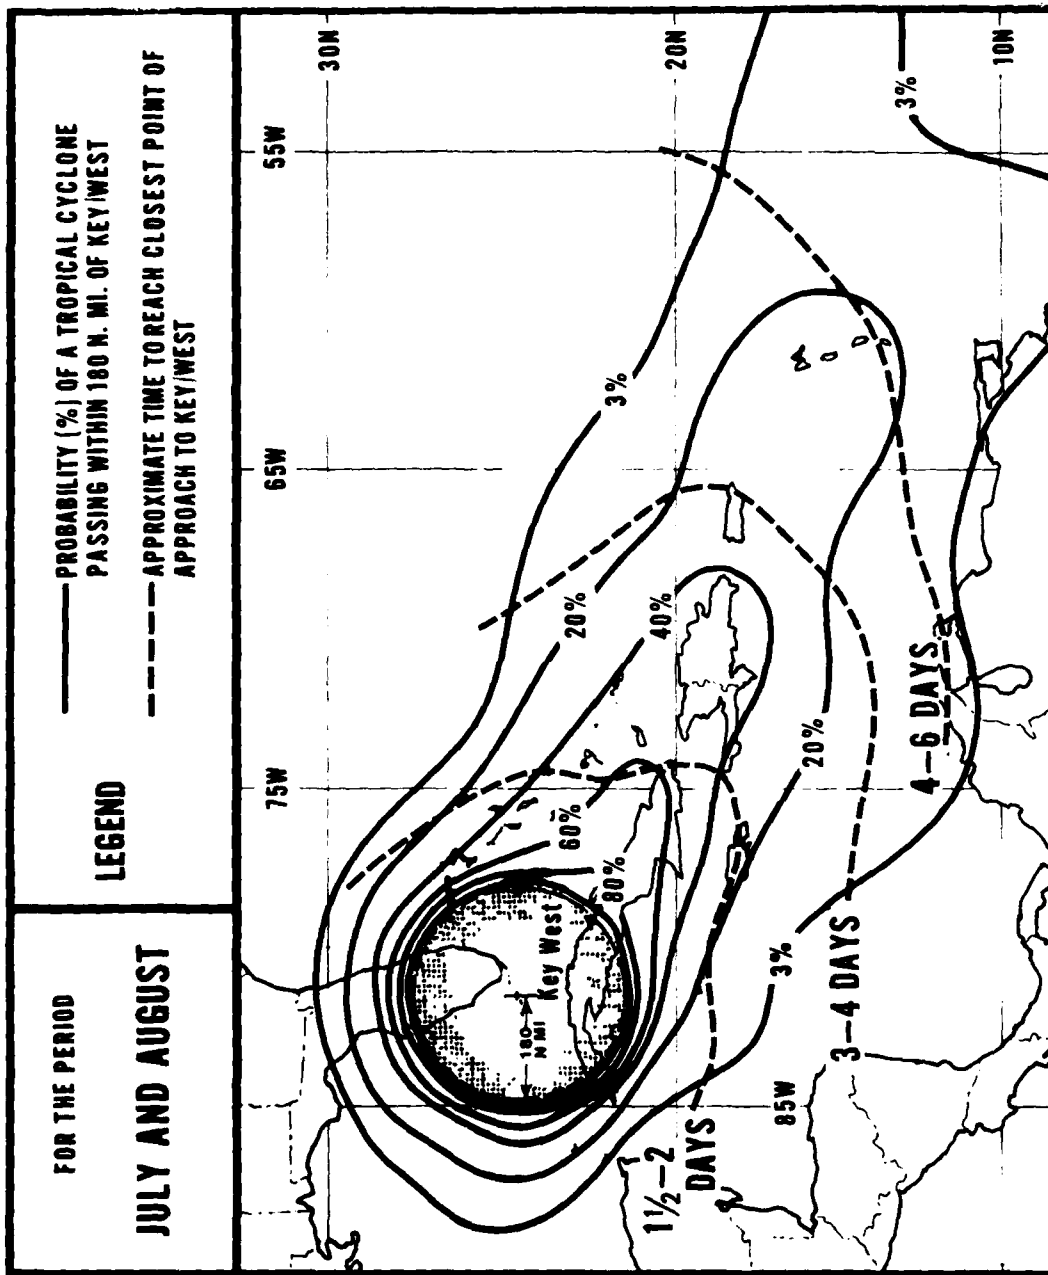 FOR THE PERIOD
JULY AND AUGUST
LEGEND
PROBABILITY (%) OF A TROPICAL CYCLONE
PASSING WITHIN 180 N. MI. OF KEY/WEST
APPROXIMATE TIME TO REACH CLOSEST POINT OF
APPROACH TO KEY/WEST
30N
20N
10N
85W
75W
65W
55W
Key West
180
N MI
80%
60%
40%
20%
20%
3%
3%
3%
1½–2
DAYS
3–4 DAYS
4–6 DAYS